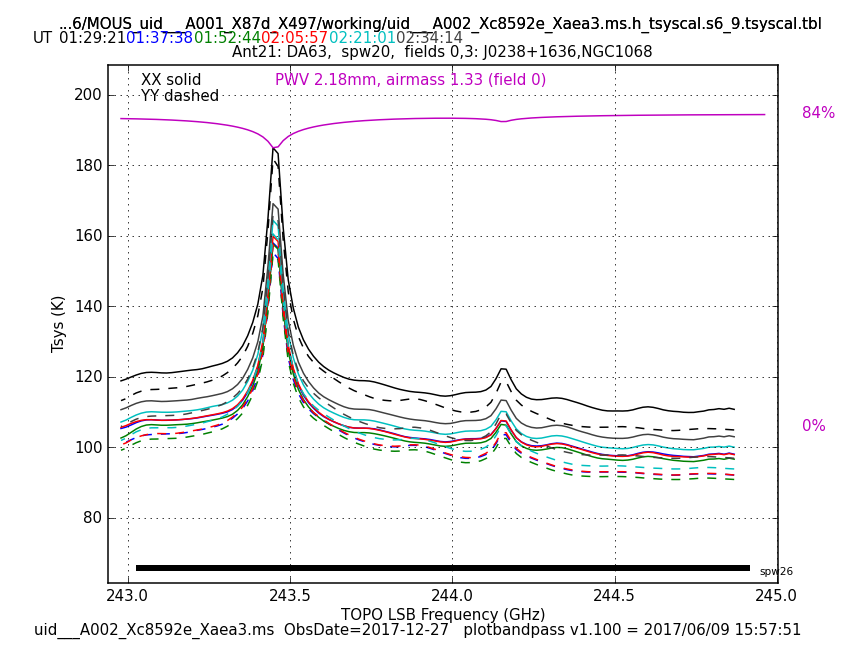 ...6/MOUS_uid___A001_X87d_X497/working/uid___A002_Xc8592e_Xaea3.ms.h_tsyscal.s6_9.tsyscal.tbl
UT 01:29:21 01:37:38 01:52:44 02:05:57 02:21:01 02:34:14
Ant21: DA63, spw20, fields 0,3: J0238+1636,NGC1068
XX solid PWV 2.18mm, airmass 1.33 (field 0)
YY dashed
200
84%
180
160
140
Tsys (K)
120
0%
100
80
spw26
243.0 243.5 244.0 244.5 245.0
TOPO LSB Frequency (GHz)
uid___A002_Xc8592e_Xaea3.ms ObsDate=2017-12-27 plotbandpass v1.100 = 2017/06/09 15:57:51